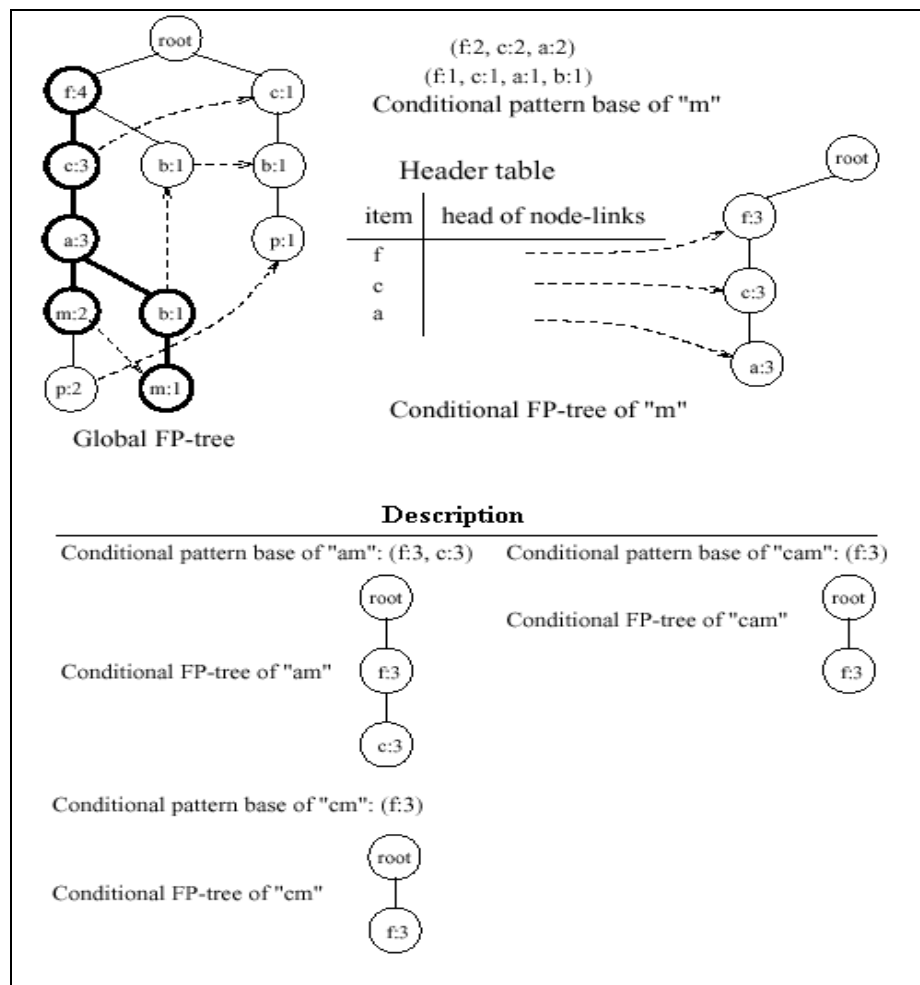 root
(f:2, c:2, a:2)
(f:1, c:1, a:1, b:1)
Conditional pattern base of "m"
f:4
c:1
c:3
b:1
b:1
a:3
p:1
m:2
b:1
p:2
m:1
Global FP-tree
Header table
item head of node-links
f
c
a
root
f:3
c:3
a:3
Conditional FP-tree of "m"
Description
Conditional pattern base of "am": (f:3, c:3)
root
Conditional FP-tree of "am"
f:3
c:3
Conditional pattern base of "cam": (f:3)
root
Conditional FP-tree of "cam"
f:3
Conditional pattern base of "cm": (f:3)
root
Conditional FP-tree of "cm"
f:3